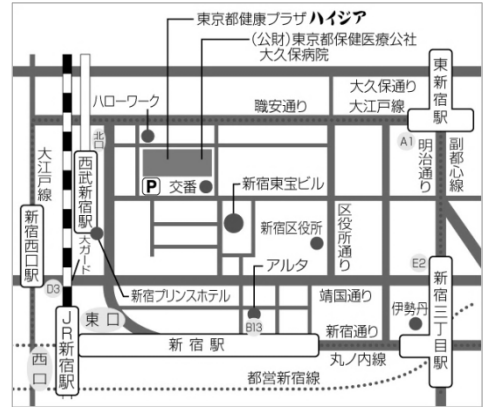 東京都健康プラザ ハイジア
(公財)東京都保健医療公社
大久保病院
東新宿駅
大久保通り
ハローワーク
職安通り
大江戸線
北口
A1
明治通り
副都心線
大江戸線
西武新宿駅
P
交番
新宿東宝ビル
新宿区役所
区役所通り
新宿西口駅
大ガード
アルタ
E2
D3
新宿プリンスホテル
靖国通り
伊勢丹
新宿三丁目駅
JR新宿駅
東口
B13
新宿通り
新宿駅
丸ノ内線
西口
都営新宿線